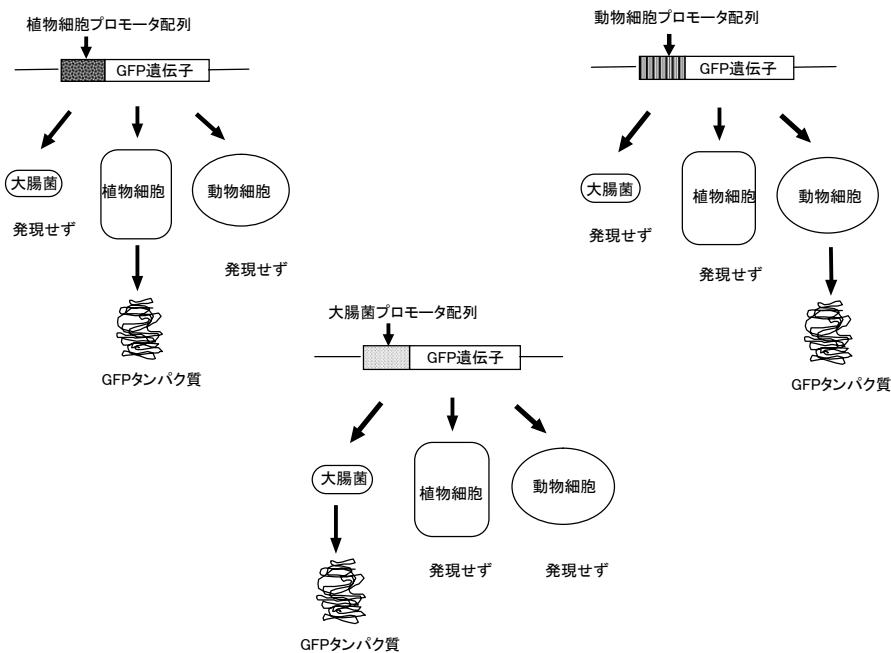 植物細胞プロモータ配列
GFP遺伝子
大腸菌
植物細胞
動物細胞
発現せず
発現せず
GFPタンパク質
動物細胞プロモータ配列
GFP遺伝子
大腸菌
植物細胞
動物細胞
発現せず
発現せず
GFPタンパク質
大腸菌プロモータ配列
GFP遺伝子
大腸菌
植物細胞
動物細胞
発現せず
発現せず
GFPタンパク質